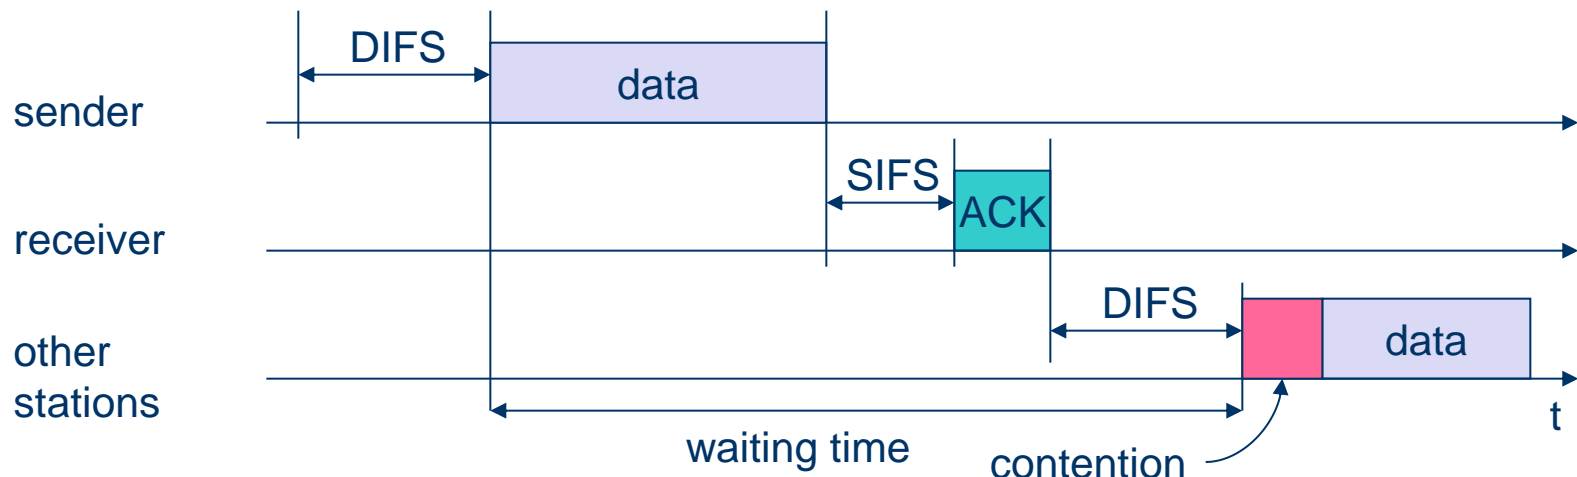 DIFS
data
sender
SIFS
ACK
receiver
DIFS
data
other
stations
t
waiting time
contention